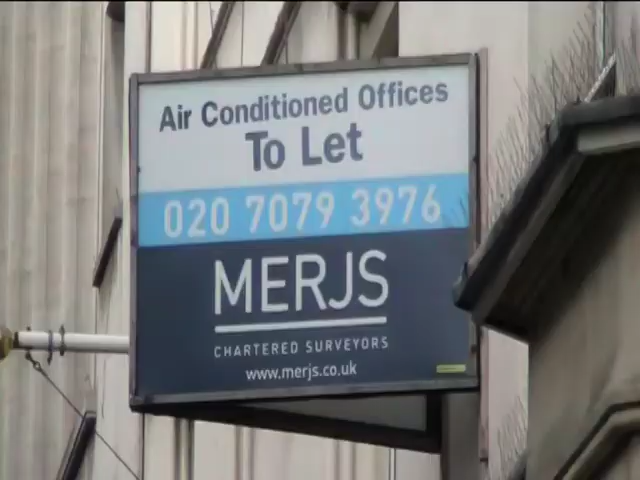 Air Conditioned Offices
To Let
020 7079 3976
MERJS
CHARTERED SURVEYORS
www.merjs.co.uk